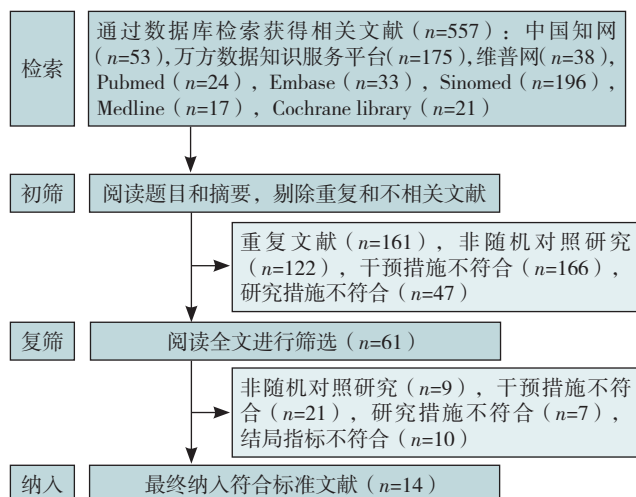 检索
通过数据库检索获得相关文献（n=557）：中国知网
（n=53），万方数据知识服务平台（n=175），维普网（n=38），
Pubmed（n=24），Embase（n=33），Sinomed（n=196），
Medline（n=17），Cochrane library（n=21）
初筛
阅读题目和摘要，剔除重复和不相关文献
重复文献（n=161），非随机对照研究
（n=122），干预措施不符合（n=166），
研究措施不符合（n=47）
复筛
阅读全文进行筛选（n=61）
非随机对照研究（n=9），干预措施不符
合（n=21），研究措施不符合（n=7），
结局指标不符合（n=10）
纳入
最终纳入符合标准文献（n=14）